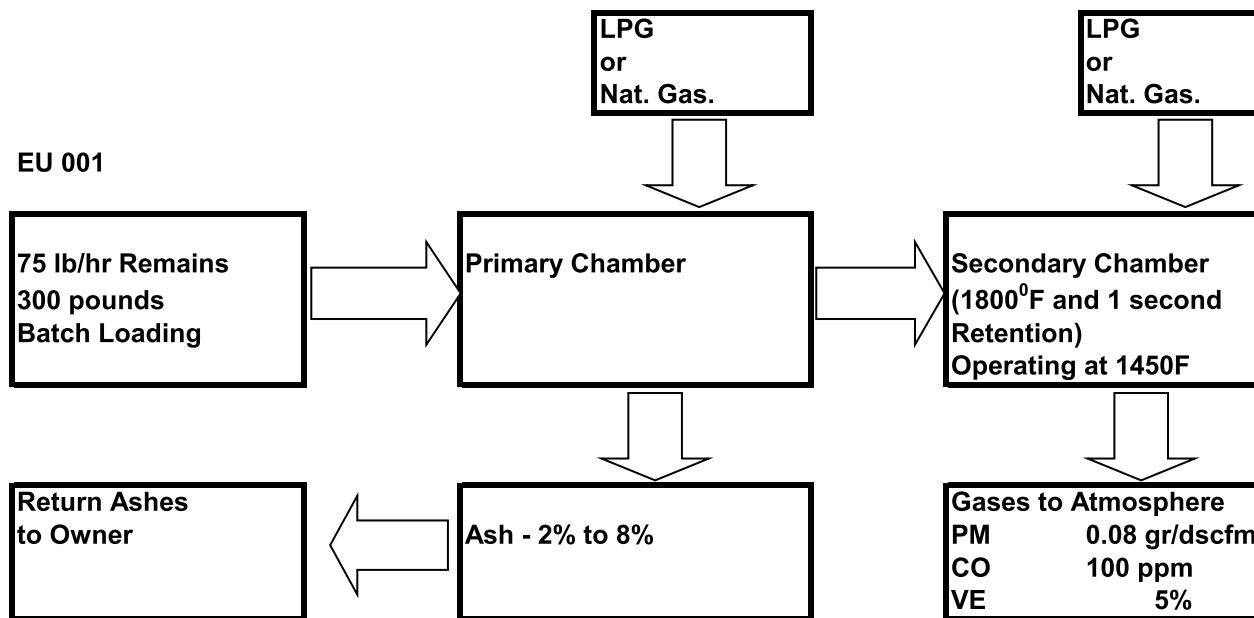 LPG
or
Nat. Gas.
LPG
or
Nat. Gas.
EU 001
75 lb/hr Remains
300 pounds
Batch Loading
Primary Chamber
Secondary Chamber
(1800⁰F and 1 second
Retention)
Operating at 1450F
Return Ashes
to Owner
Ash - 2% to 8%
Gases to Atmosphere
PM 0.08 gr/dscfm
CO 100 ppm
VE 5%